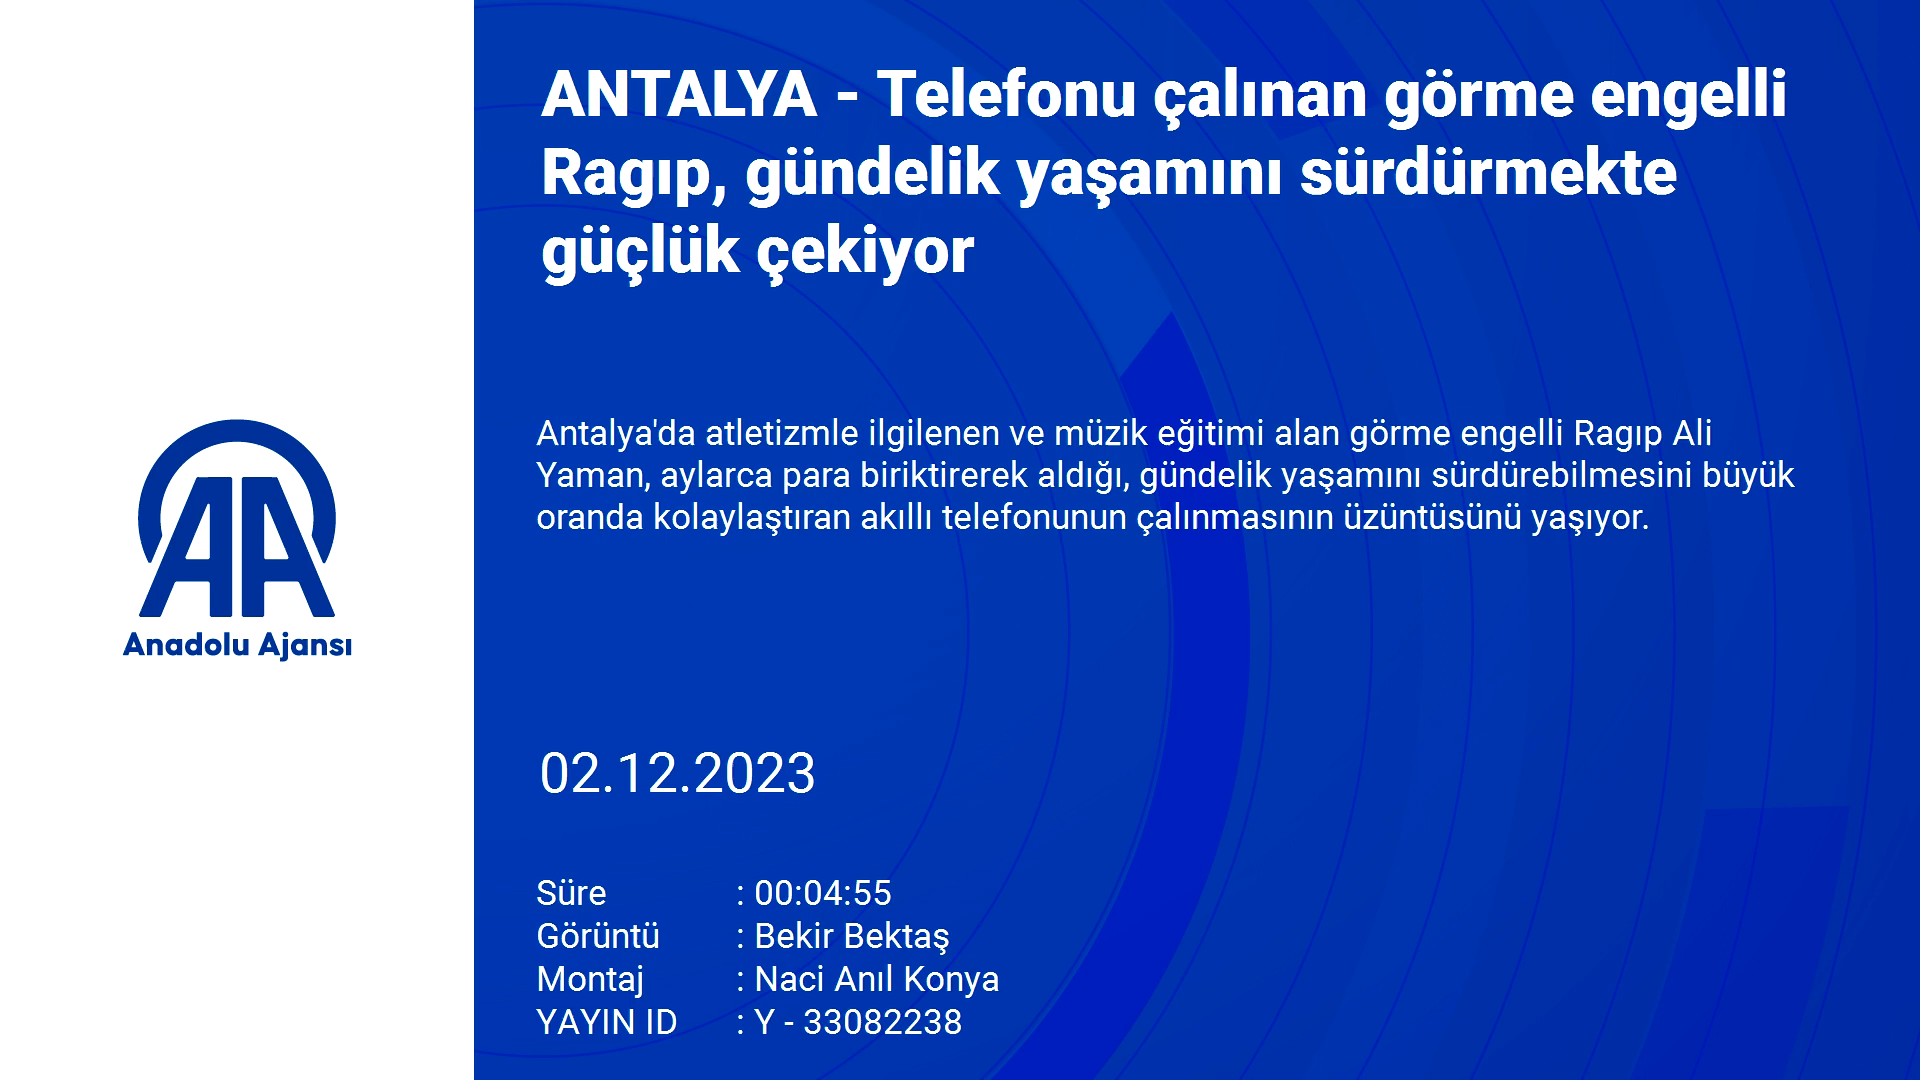 ANTALYA - Telefonu çalınan görme engelli
Ragıp, gündelik yaşamını sürdürmekte
güçlük çekiyor
Antalya'da atletizmle ilgilenen ve müzik eğitimi alan görme engelli Ragıp Ali
Yaman, aylarca para biriktirerek aldığı, gündelik yaşamını sürdürebilmesini büyük
oranda kolaylaştıran akıllı telefonunun çalınmasının üzüntüsünü yaşıyor.
AA
Anadolu Ajansı
02.12.2023
Süre : 00:04:55
Görüntü : Bekir Bektaş
Montaj : Naci Anıl Konya
YAYIN ID : Y - 33082238